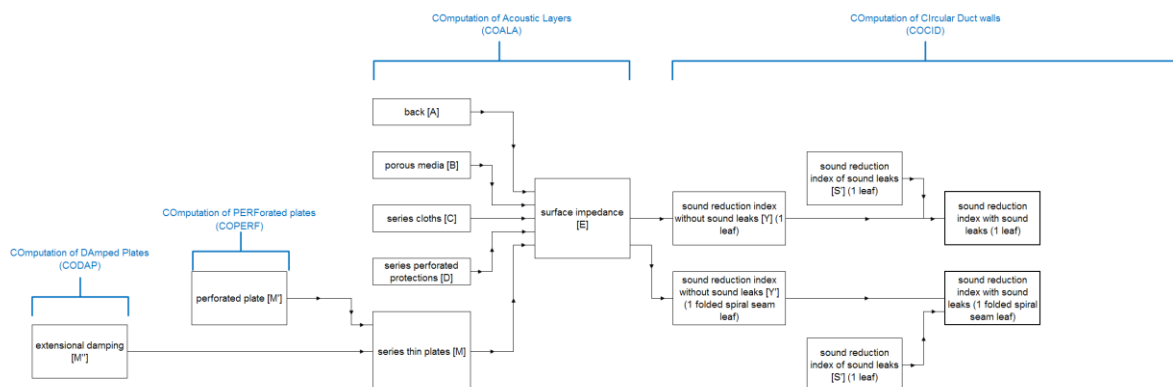 COmputation of Acoustic Layers
(COALA)
COmputation of CIrcular Duct walls
(COCID)
back [A]
porous media [B]
sound reduction
index of sound leaks
[S'] (1 leaf)
COmputation of PERForated plates
(COPERF)
series cloths [C]
surface impedance
[E]
sound reduction index
without sound leaks [Y] (1
leaf)
sound reduction
index with sound
leaks (1 leaf)
COmputation of DAmped Plates
(CODAP)
series perforated
protections [D]
perforated plate [M']
sound reduction index
without sound leaks [Y']
(1 folded spiral seam
leaf)
sound reduction
index with sound
leaks (1 folded spiral
seam leaf)
extensional damping
[M'']
series thin plates [M]
sound reduction
index of sound leaks
[S'] (1 leaf)